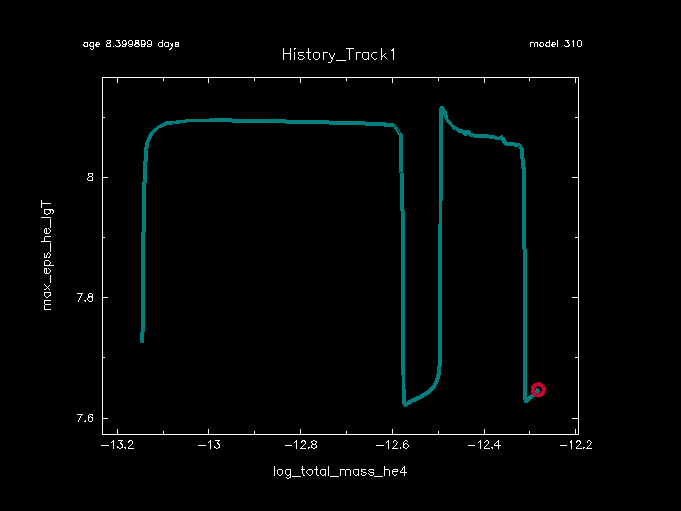 age 8.399899 days
model 310
History_Track1
8
7.8
7.6
max_eps_he_lgT
−13.2
−13
−12.8
−12.6
−12.4
−12.2
log_total_mass_he4